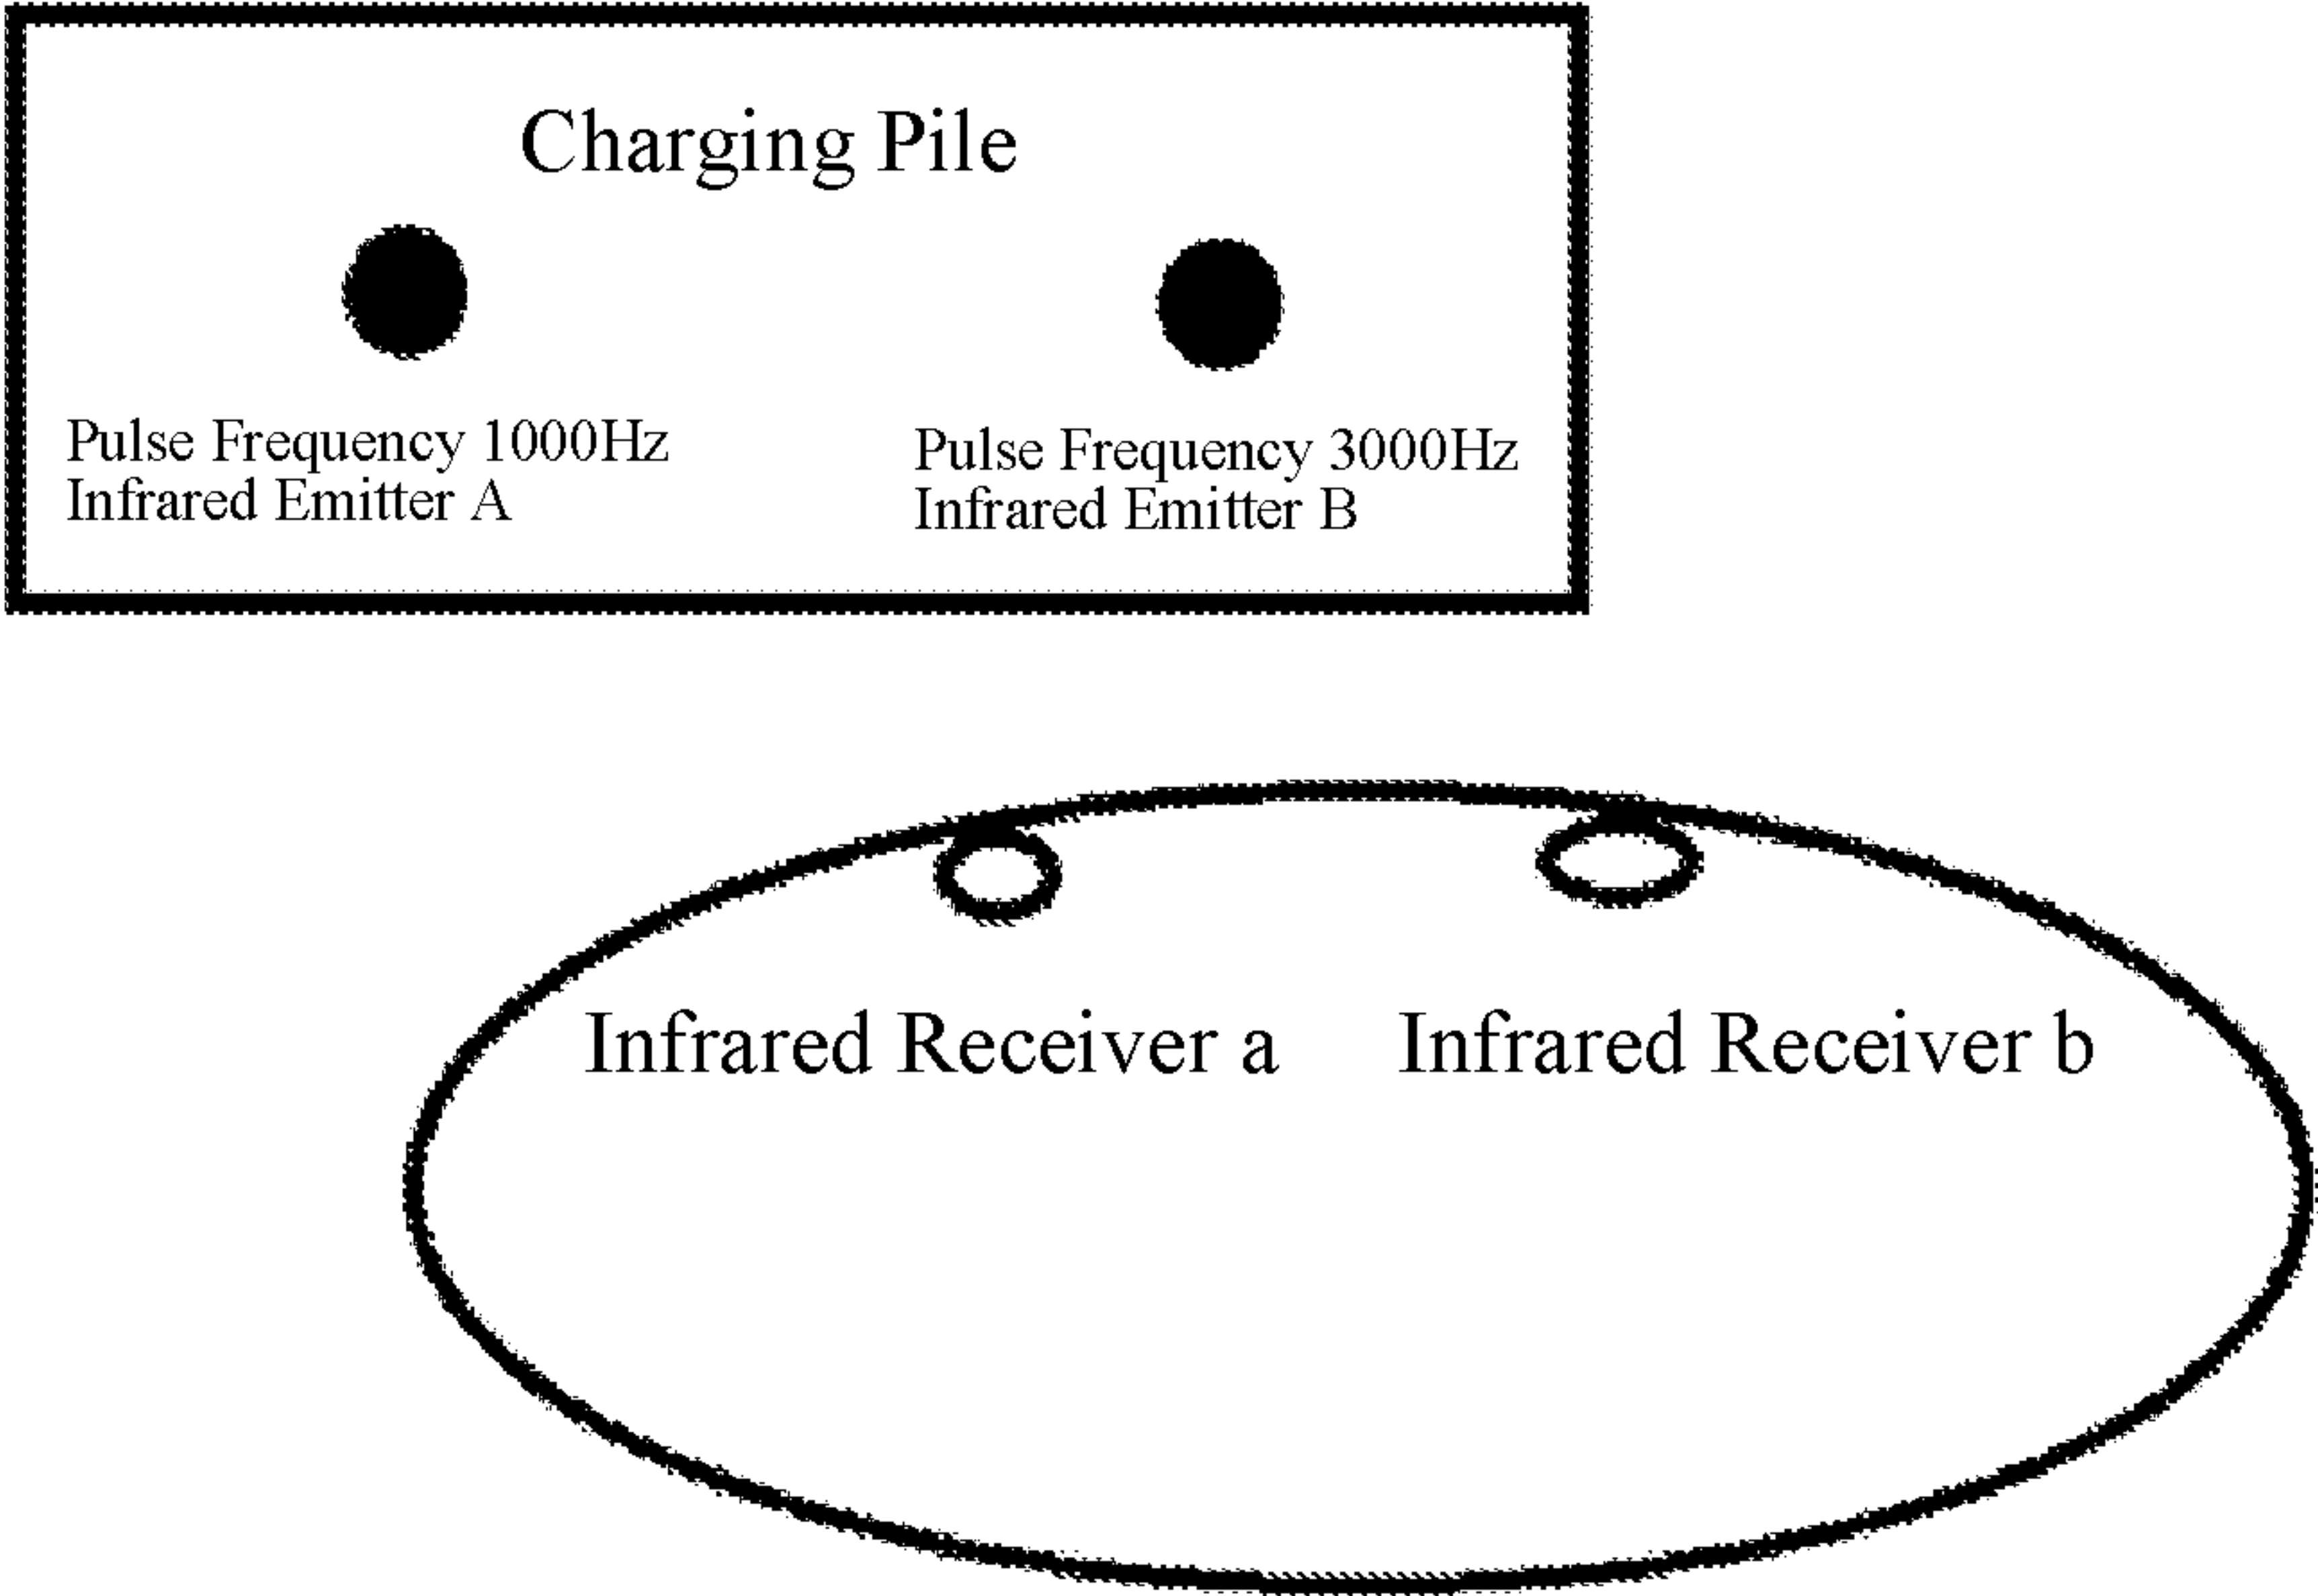 Charging Pile
Pulse Frequency 1000Hz
Infrared Emitter A
Pulse Frequency 3000Hz
Infrared Emitter B
Infrared Receiver a
Infrared Receiver b